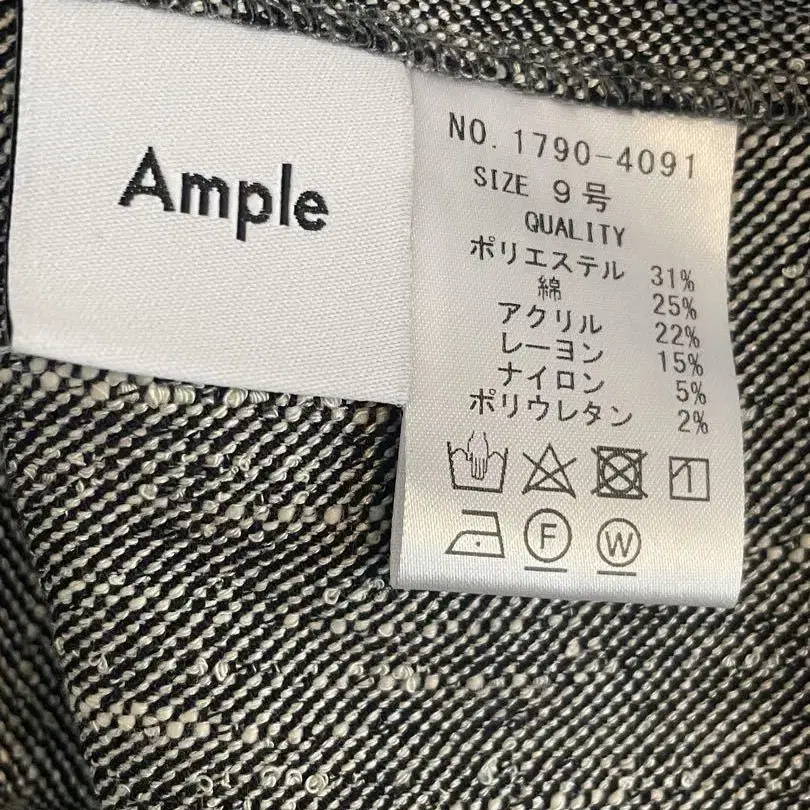 Ample
NO. 1790-4091
SIZE 9号
QUALITY
ポリエステル 31%
綿 25%
アクリル 22%
レーヨン 15%
ナイロン 5%
ポリウレタン 2%
F
W